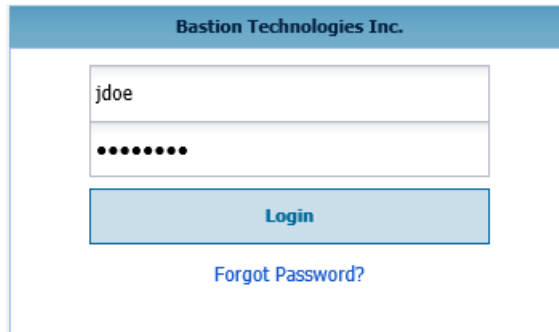 Bastion Technologies Inc.
jdoe
••••••••
Login
Forgot Password?